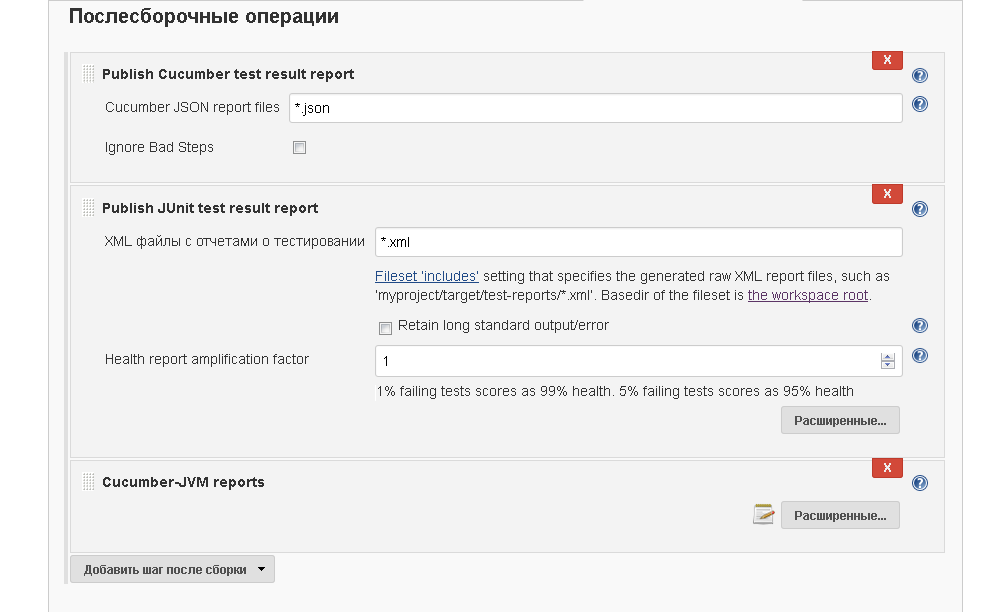 Послесборочные операции
X
Publish Cucumber test result report
?
Cucumber JSON report files
*.json
?
Ignore Bad Steps
X
Publish JUnit test result report
?
XML файлы с отчетами о тестировании
*.xml
Fileset 'includes' setting that specifies the generated raw XML report files, such as
'myproject/target/test-reports/*.xml'. Basedir of the fileset is the workspace root.
Retain long standard output/error
?
Health report amplification factor
1
?
1% failing tests scores as 99% health. 5% failing tests scores as 95% health
Расширенные...
X
Cucumber-JVM reports
?
Расширенные...
Добавить шаг после сборки